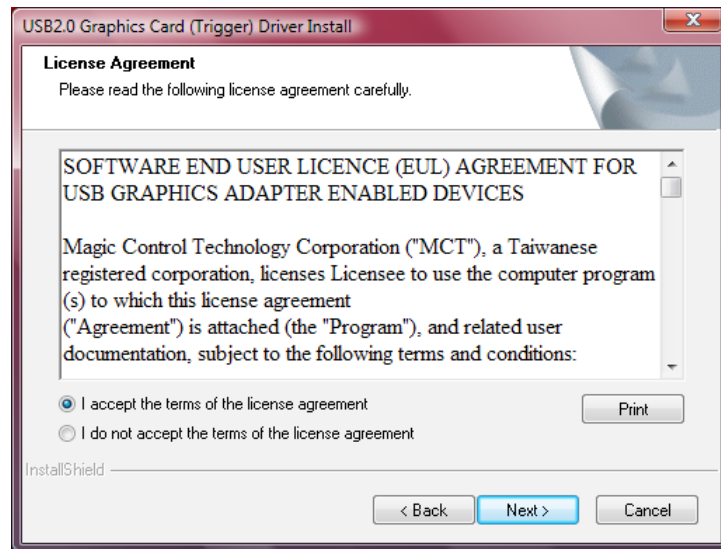 USB2.0 Graphics Card (Trigger) Driver Install
License Agreement
Please read the following license agreement carefully.
SOFTWARE END USER LICENCE (EUL) AGREEMENT FOR
USB GRAPHICS ADAPTER ENABLED DEVICES
Magic Control Technology Corporation ("MCT"), a Taiwanese
registered corporation, licenses Licensee to use the computer program
(s) to which this license agreement
("Agreement") is attached (the "Program"), and related user
documentation, subject to the following terms and conditions:
I accept the terms of the license agreement
Print
I do not accept the terms of the license agreement
InstallShield
< Back Next > Cancel